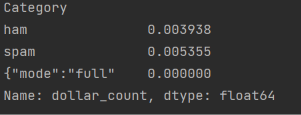 Category
ham 0.003938
spam 0.005355
{"mode":"full" 0.000000
Name: dollar_count, dtype: float64